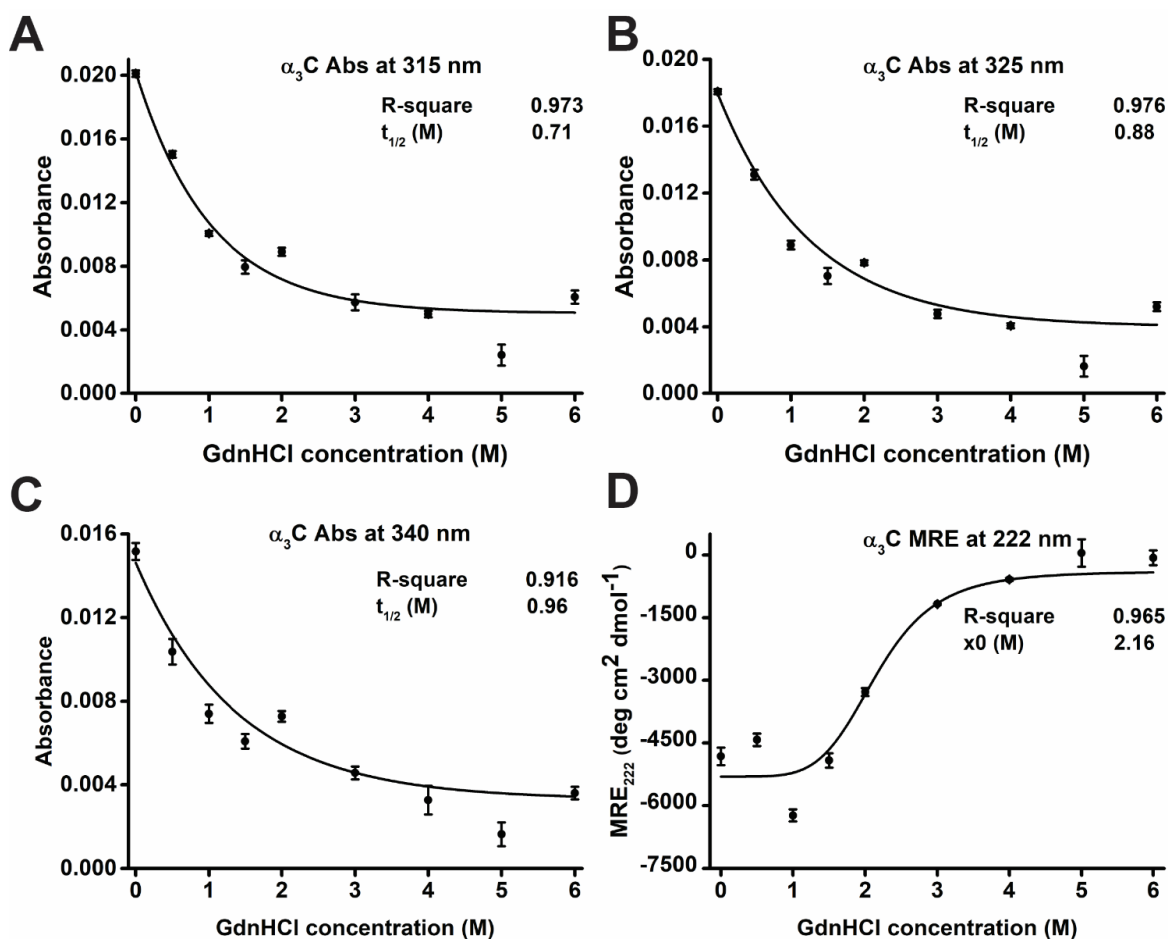 A
α₃C Abs at 315 nm
R-square 0.973
t₁/₂ (M) 0.71
Absorbance
0.020
0.016
0.012
0.008
0.004
0.000
0 1 2 3 4 5 6
GdnHCl concentration (M)
B
α₃C Abs at 325 nm
R-square 0.976
t₁/₂ (M) 0.88
Absorbance
0.020
0.016
0.012
0.008
0.004
0.000
0 1 2 3 4 5 6
GdnHCl concentration (M)
C
α₃C Abs at 340 nm
R-square 0.916
t₁/₂ (M) 0.96
Absorbance
0.016
0.012
0.008
0.004
0.000
0 1 2 3 4 5 6
GdnHCl concentration (M)
D
α₃C MRE at 222 nm
R-square 0.965
x0 (M) 2.16
MRE₂₂₂ (deg cm² dmol⁻¹)
0
-1500
-3000
-4500
-6000
-7500
0 1 2 3 4 5 6
GdnHCl concentration (M)